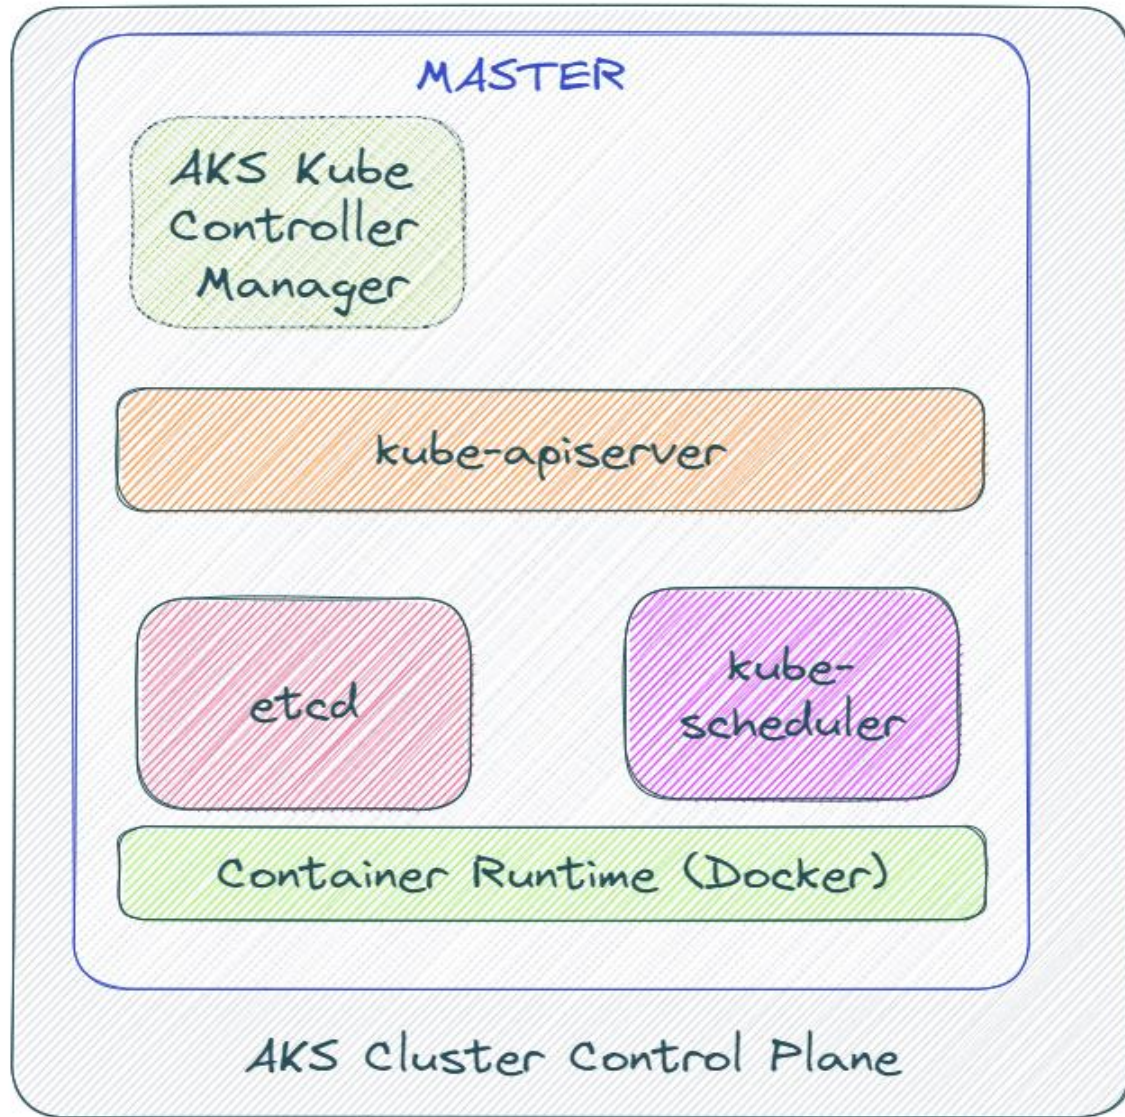 MASTER
AKS Kube
Controller
Manager
kube-apiserver
etcd
kube-
scheduler
Container Runtime (Docker)
AKS Cluster Control Plane